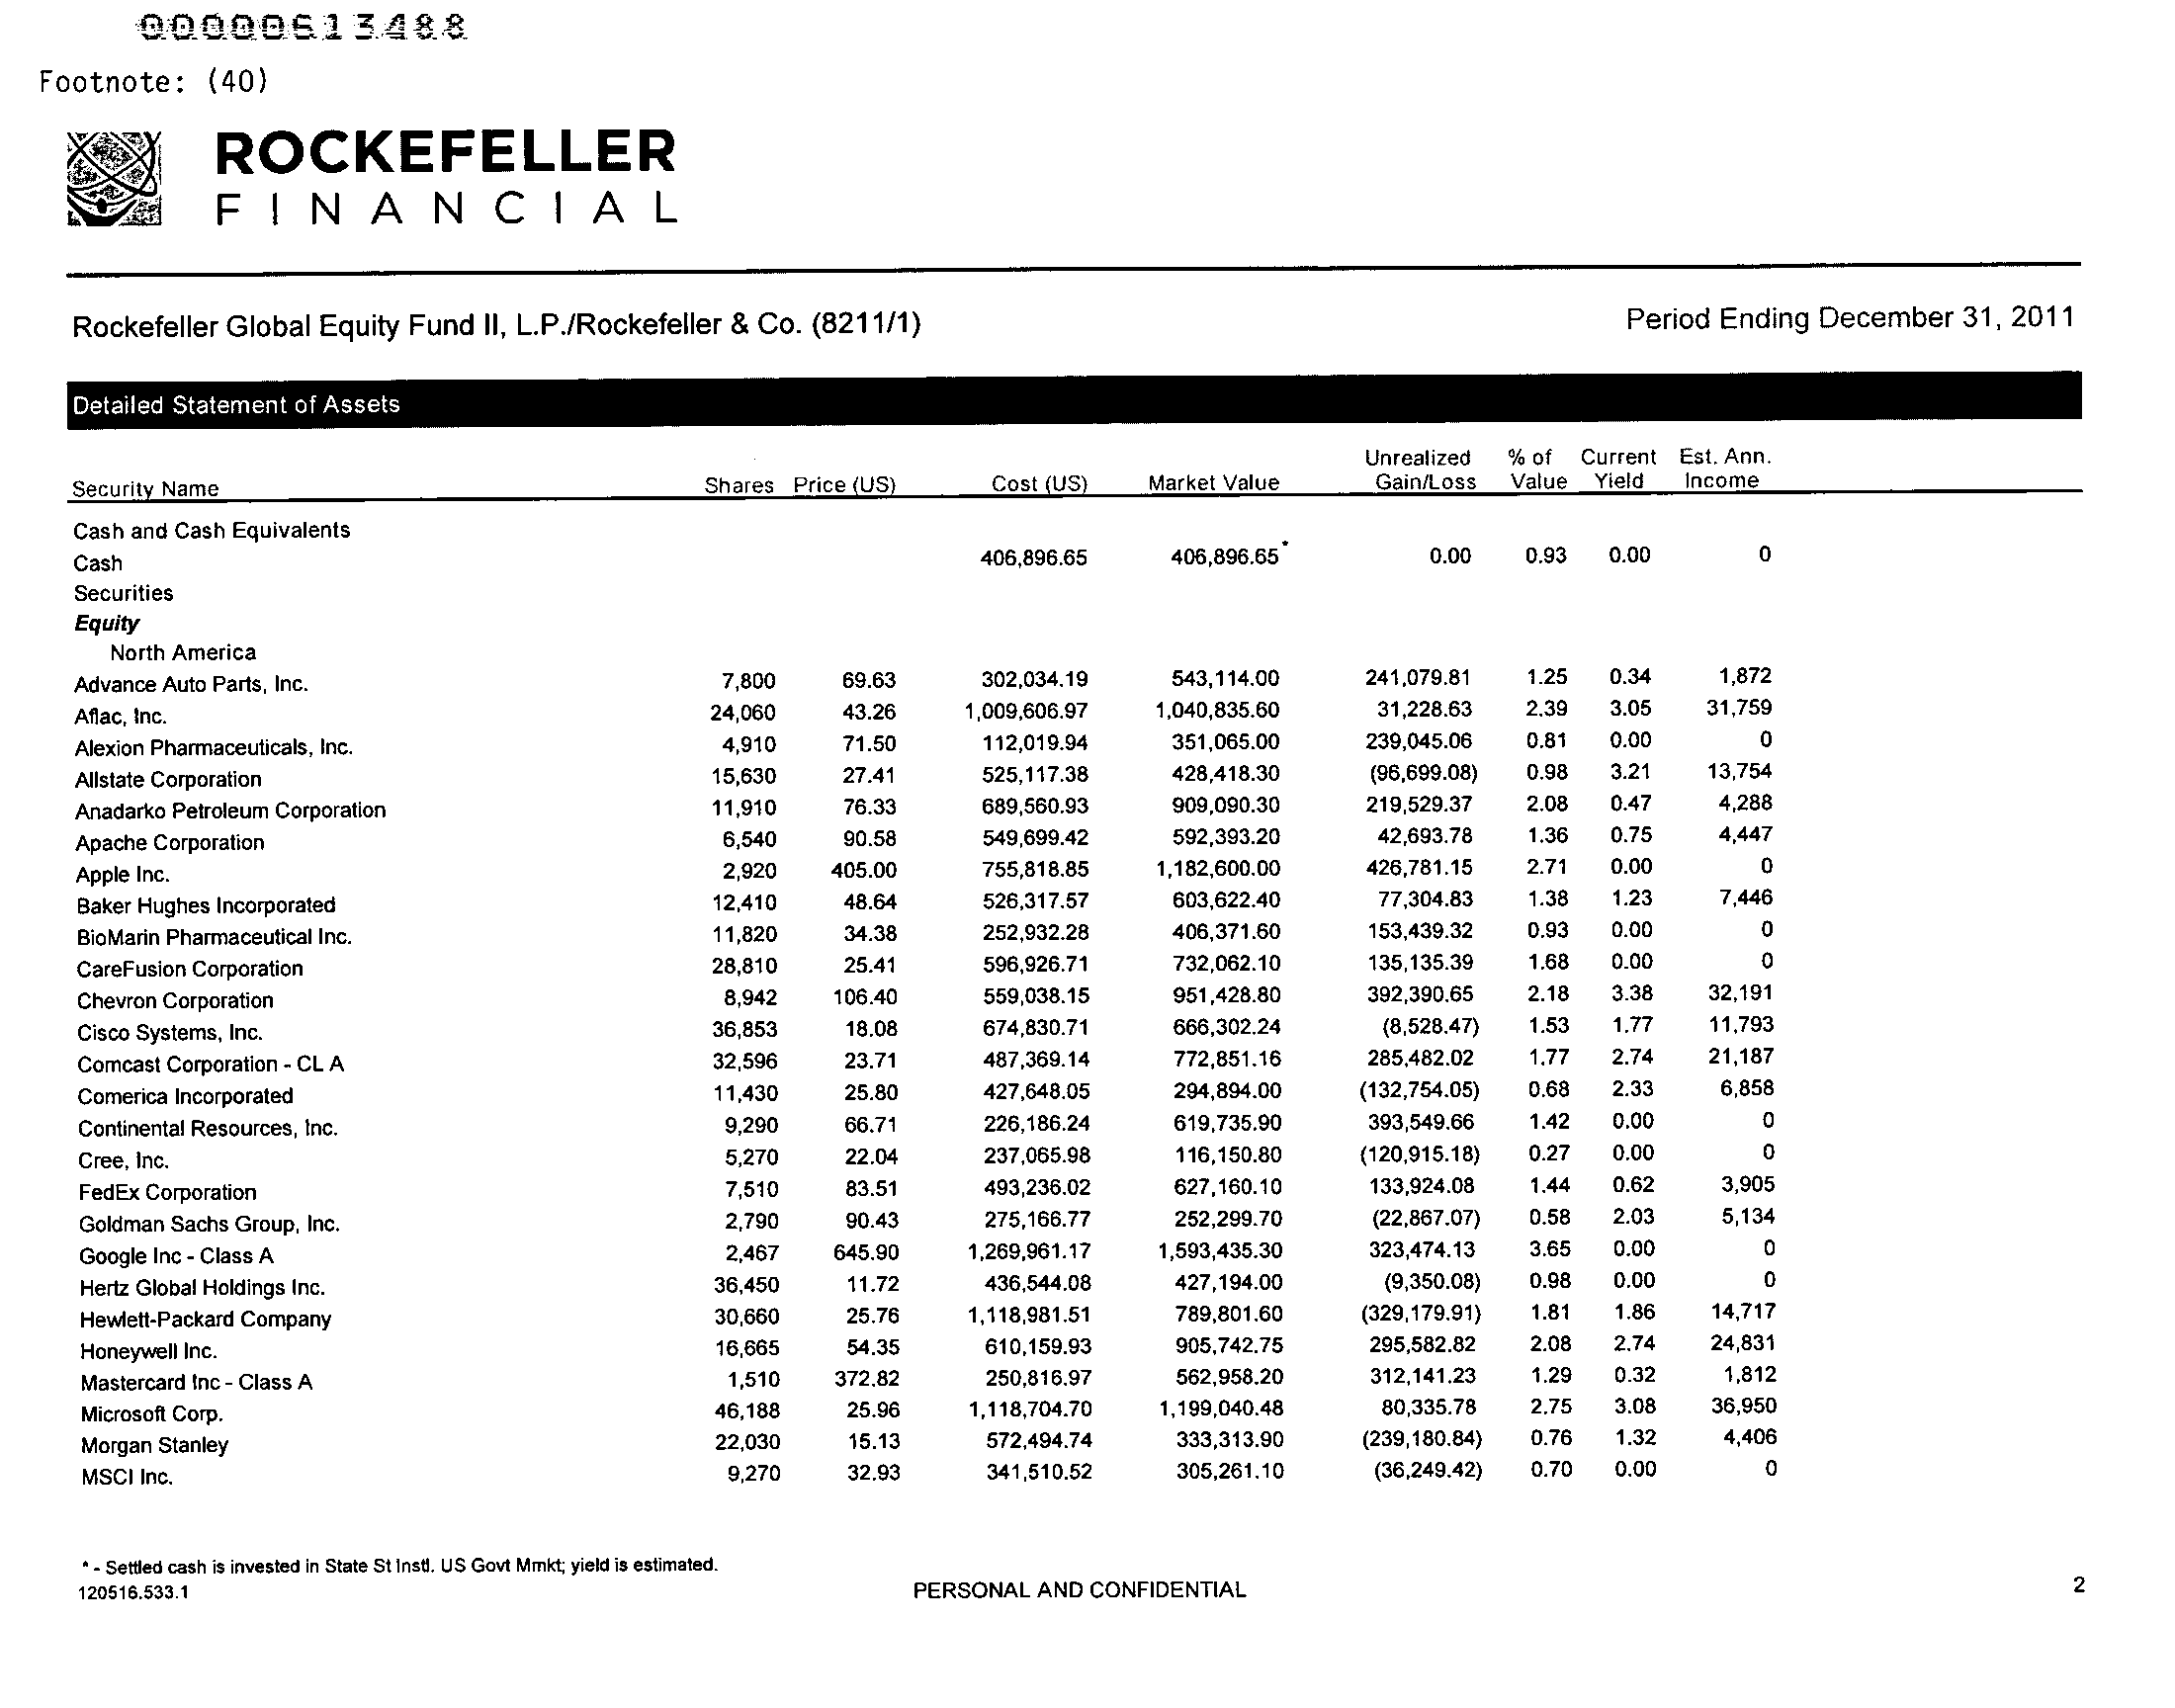 00000613488
Footnote: (40)
ROCKEFELLER
FINANCIAL
Rockefeller Global Equity Fund II, L.P./Rockefeller & Co. (8211/1) Period Ending December 31, 2011
Detailed Statement of Assets
Unrealized % of Current Est. Ann.
Security Name Shares Price (US) Cost (US) Market Value Gain/Loss Value Yield Income
Cash and Cash Equivalents
Cash 406,896.65 406,896.65* 0.00 0.93 0.00 0
Securities
Equity
North America
Advance Auto Parts, Inc. 7,800 69.63 302,034.19 543,114.00 241,079.81 1.25 0.34 1,872
Aflac, Inc. 24,060 43.26 1,009,606.97 1,040,835.60 31,228.63 2.39 3.05 31,759
Alexion Pharmaceuticals, Inc. 4,910 71.50 112,019.94 351,065.00 239,045.06 0.81 0.00 0
Allstate Corporation 15,630 27.41 525,117.38 428,418.30 (96,699.08) 0.98 3.21 13,754
Anadarko Petroleum Corporation 11,910 76.33 689,560.93 909,090.30 219,529.37 2.08 0.47 4,288
Apache Corporation 6,540 90.58 549,699.42 592,393.20 42,693.78 1.36 0.75 4,447
Apple Inc. 2,920 405.00 755,818.85 1,182,600.00 426,781.15 2.71 0.00 0
Baker Hughes Incorporated 12,410 48.64 526,317.57 603,622.40 77,304.83 1.38 1.23 7,446
BioMarin Pharmaceutical Inc. 11,820 34.38 252,932.28 406,371.60 153,439.32 0.93 0.00 0
CareFusion Corporation 28,810 25.41 596,926.71 732,062.10 135,135.39 1.68 0.00 0
Chevron Corporation 8,942 106.40 559,038.15 951,428.80 392,390.65 2.18 3.38 32,191
Cisco Systems, Inc. 36,853 18.08 674,830.71 666,302.24 (8,528.47) 1.53 1.77 11,793
Comcast Corporation - CL A 32,596 23.71 487,369.14 772,851.16 285,482.02 1.77 2.74 21,187
Comerica Incorporated 11,430 25.80 427,648.05 294,894.00 (132,754.05) 0.68 2.33 6,858
Continental Resources, Inc. 9,290 66.71 226,186.24 619,735.90 393,549.66 1.42 0.00 0
Cree, Inc. 5,270 22.04 237,065.98 116,150.80 (120,915.18) 0.27 0.00 0
FedEx Corporation 7,510 83.51 493,236.02 627,160.10 133,924.08 1.44 0.62 3,905
Goldman Sachs Group, Inc. 2,790 90.43 275,166.77 252,299.70 (22,867.07) 0.58 2.03 5,134
Google Inc - Class A 2,467 645.90 1,269,961.17 1,593,435.30 323,474.13 3.65 0.00 0
Hertz Global Holdings Inc. 36,450 11.72 436,544.08 427,194.00 (9,350.08) 0.98 0.00 0
Hewlett-Packard Company 30,660 25.76 1,118,981.51 789,801.60 (329,179.91) 1.81 1.86 14,717
Honeywell Inc. 16,665 54.35 610,159.93 905,742.75 295,582.82 2.08 2.74 24,831
Mastercard Inc - Class A 1,510 372.82 250,816.97 562,958.20 312,141.23 1.29 0.32 1,812
Microsoft Corp. 46,188 25.96 1,118,704.70 1,199,040.48 80,335.78 2.75 3.08 36,950
Morgan Stanley 22,030 15.13 572,494.74 333,313.90 (239,180.84) 0.76 1.32 4,406
MSCI Inc. 9,270 32.93 341,510.52 305,261.10 (36,249.42) 0.70 0.00 0
* - Settled cash is invested in State St Instl. US Govt Mmkt; yield is estimated.
120516.533.1 PERSONAL AND CONFIDENTIAL 2